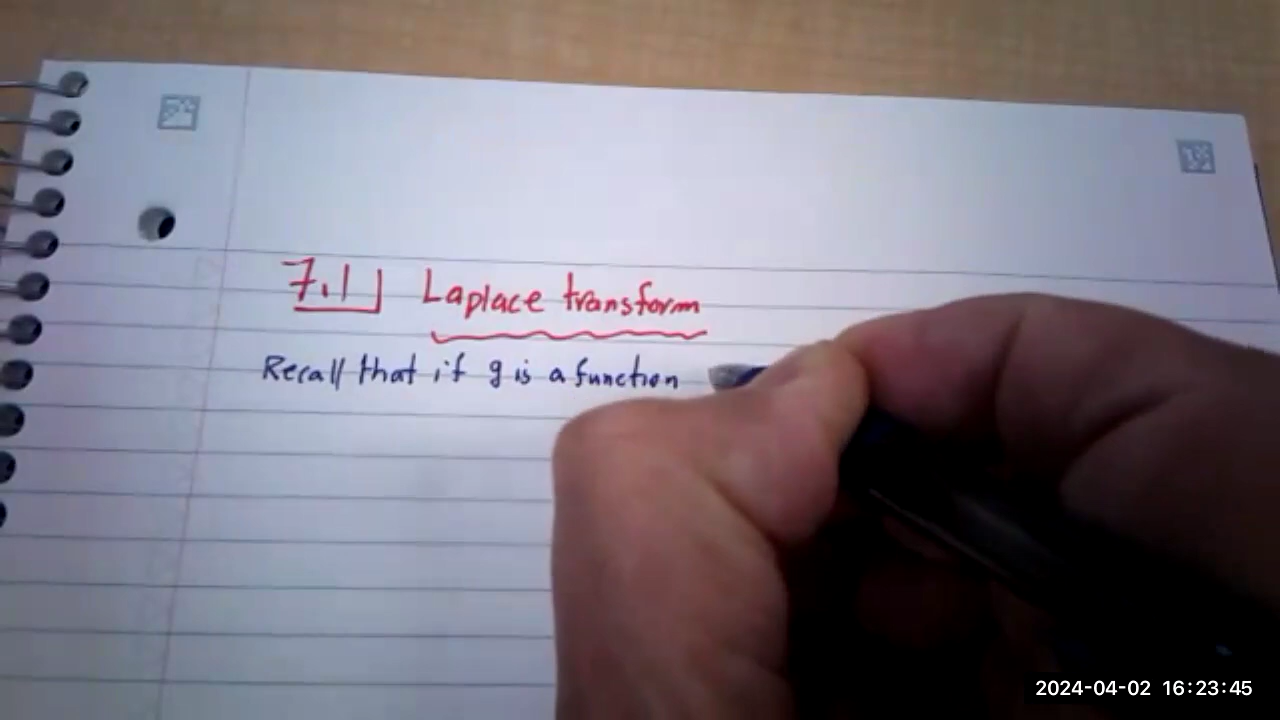 7.1 Laplace transform
Recall that if g is a function
2024-04-02 16:23:45